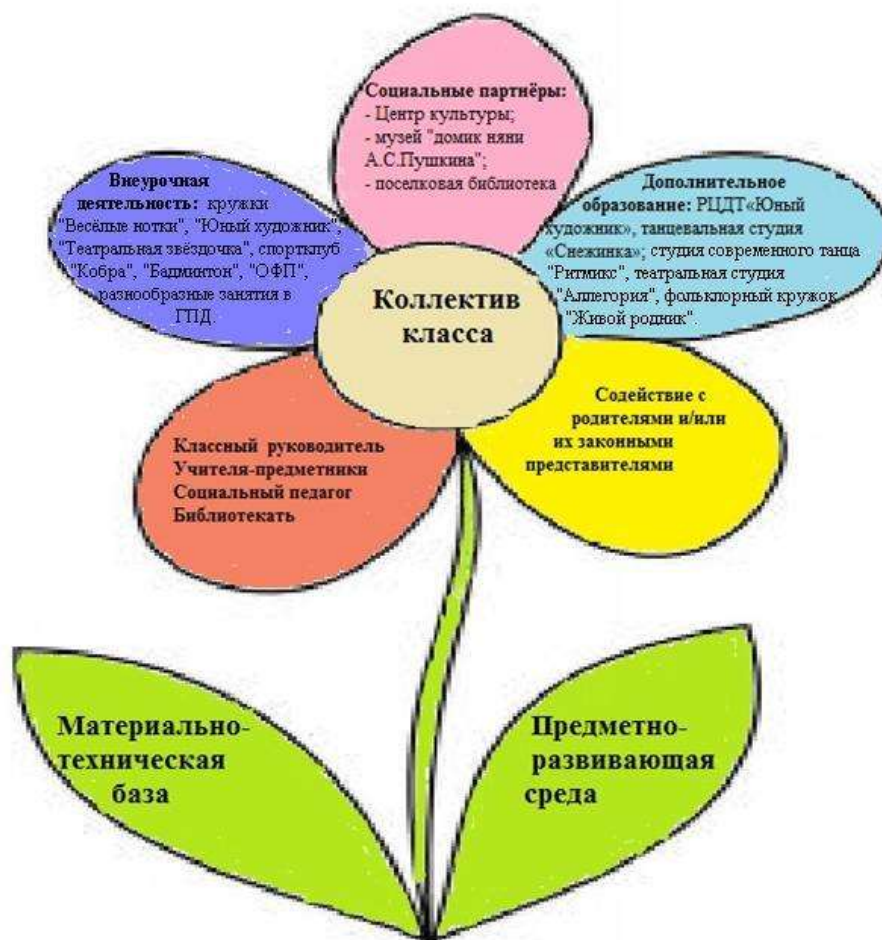 Социальные партнёры:
- Центр культуры;
- музей "домик няни
А.С.Пушкина";
- поселковая библиотека
Внеурочная
деятельность: кружки
"Весёлые нотки", "Юный художник",
"Театральная звёздочка", спортклуб
"Кобра", "Бадминтон", "ОФП",
разнообразные занятия в
ГПД.
Дополнительное
образование: РЦДТ«Юный
художник», танцевальная студия
«Снежинка»; студия современного танца
"Ритмикс", театральная студия
"Аллегория", фольклорный кружок
"Живой родник".
Коллектив
класса
Классный руководитель
Учителя-предметники
Социальный педагог
Библиотекать
Содействие с
родителями и/или
их законными
представителями
Материально-
техническая
база
Предметно-
развивающая
среда